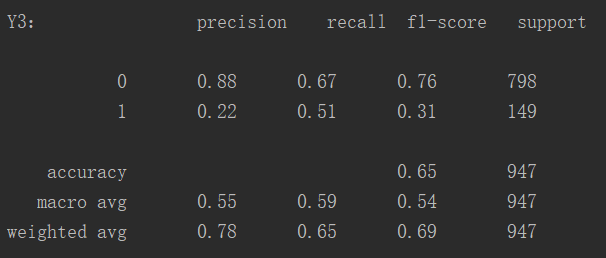 Y3: precision recall f1-score support
0 0.88 0.67 0.76 798
1 0.22 0.51 0.31 149
accuracy 0.65 947
macro avg 0.55 0.59 0.54 947
weighted avg 0.78 0.65 0.69 947